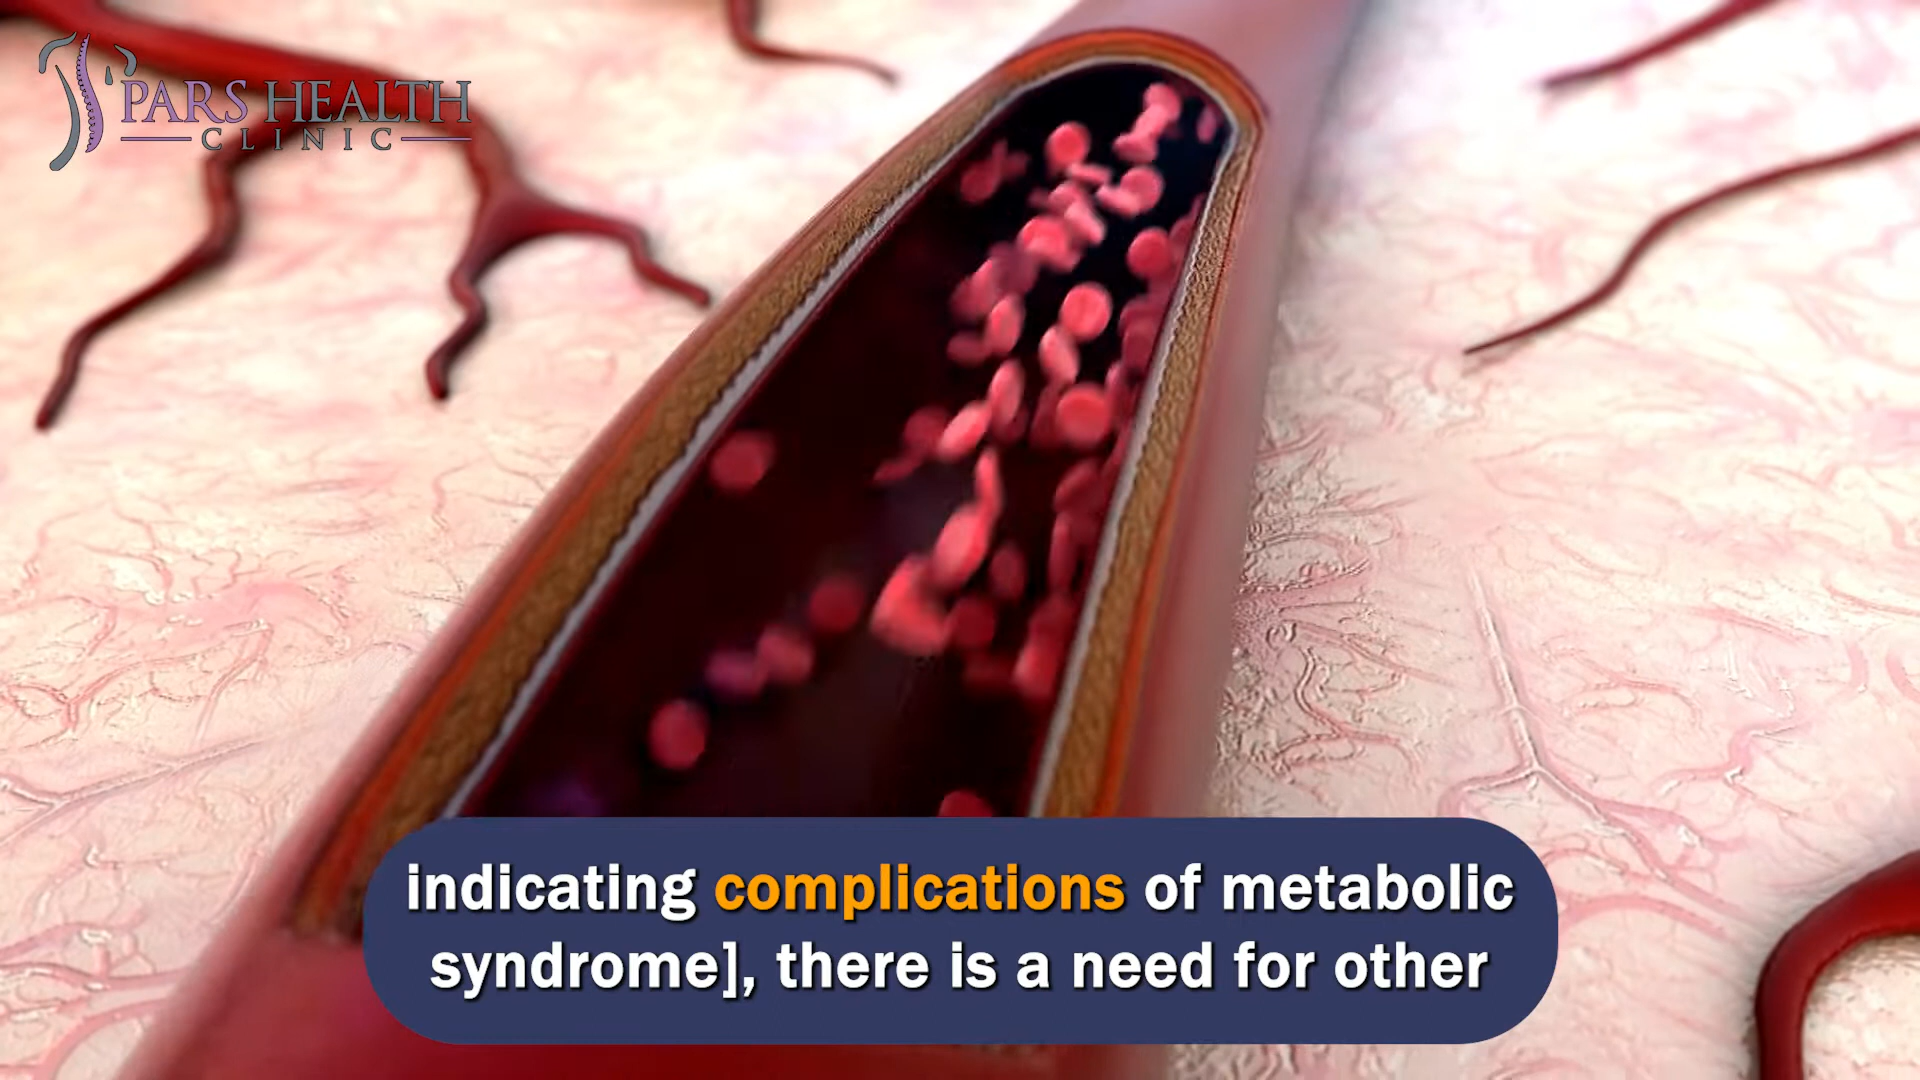 PARS HEALTH
CLINIC
indicating complications of metabolic
syndrome], there is a need for other